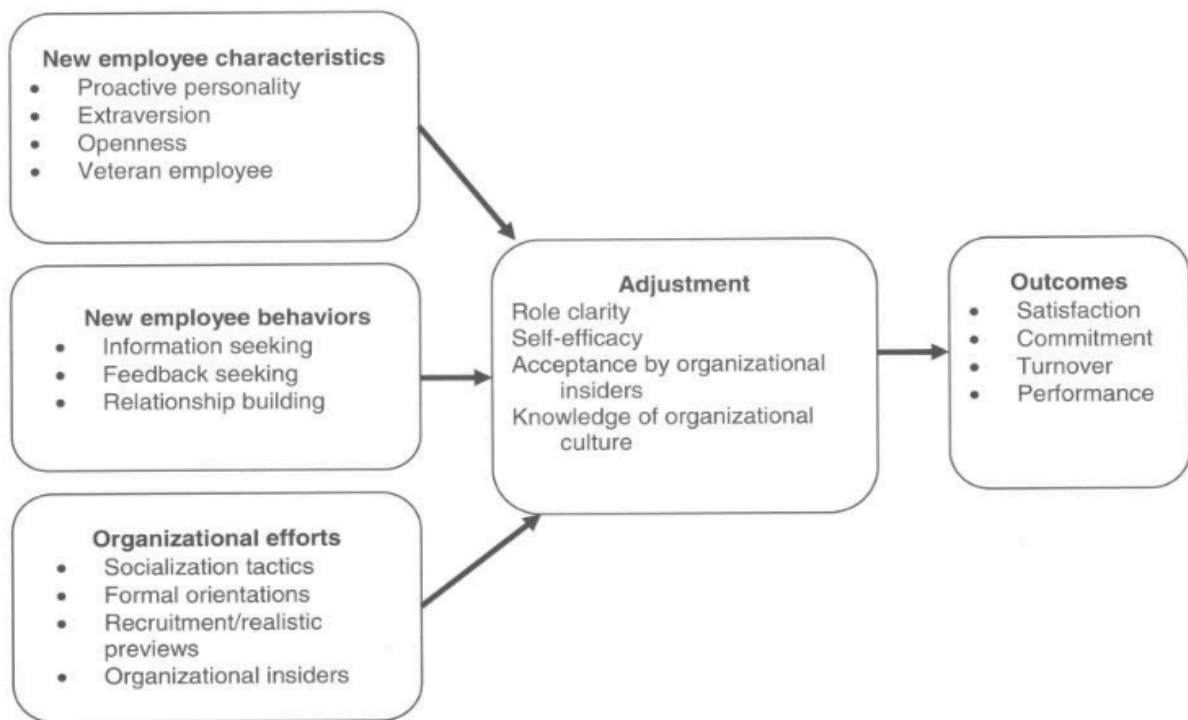 New employee characteristics
• Proactive personality
• Extraversion
• Openness
• Veteran employee
New employee behaviors
• Information seeking
• Feedback seeking
• Relationship building
Organizational efforts
• Socialization tactics
• Formal orientations
• Recruitment/realistic
previews
• Organizational insiders
Adjustment
Role clarity
Self-efficacy
Acceptance by organizational
insiders
Knowledge of organizational
culture
Outcomes
• Satisfaction
• Commitment
• Turnover
• Performance